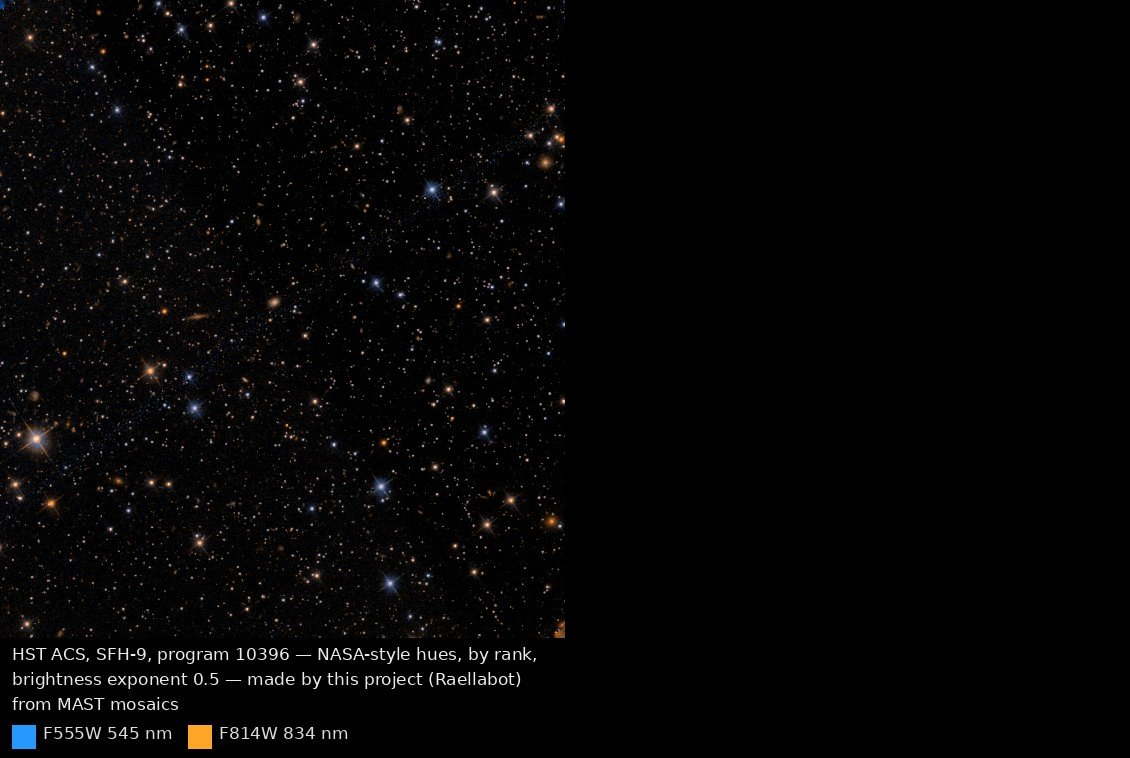 HST ACS, SFH-9, program 10396 — NASA-style hues, by rank,
brightness exponent 0.5 — made by this project (Raellabot)
from MAST mosaics
F555W 545 nm F814W 834 nm